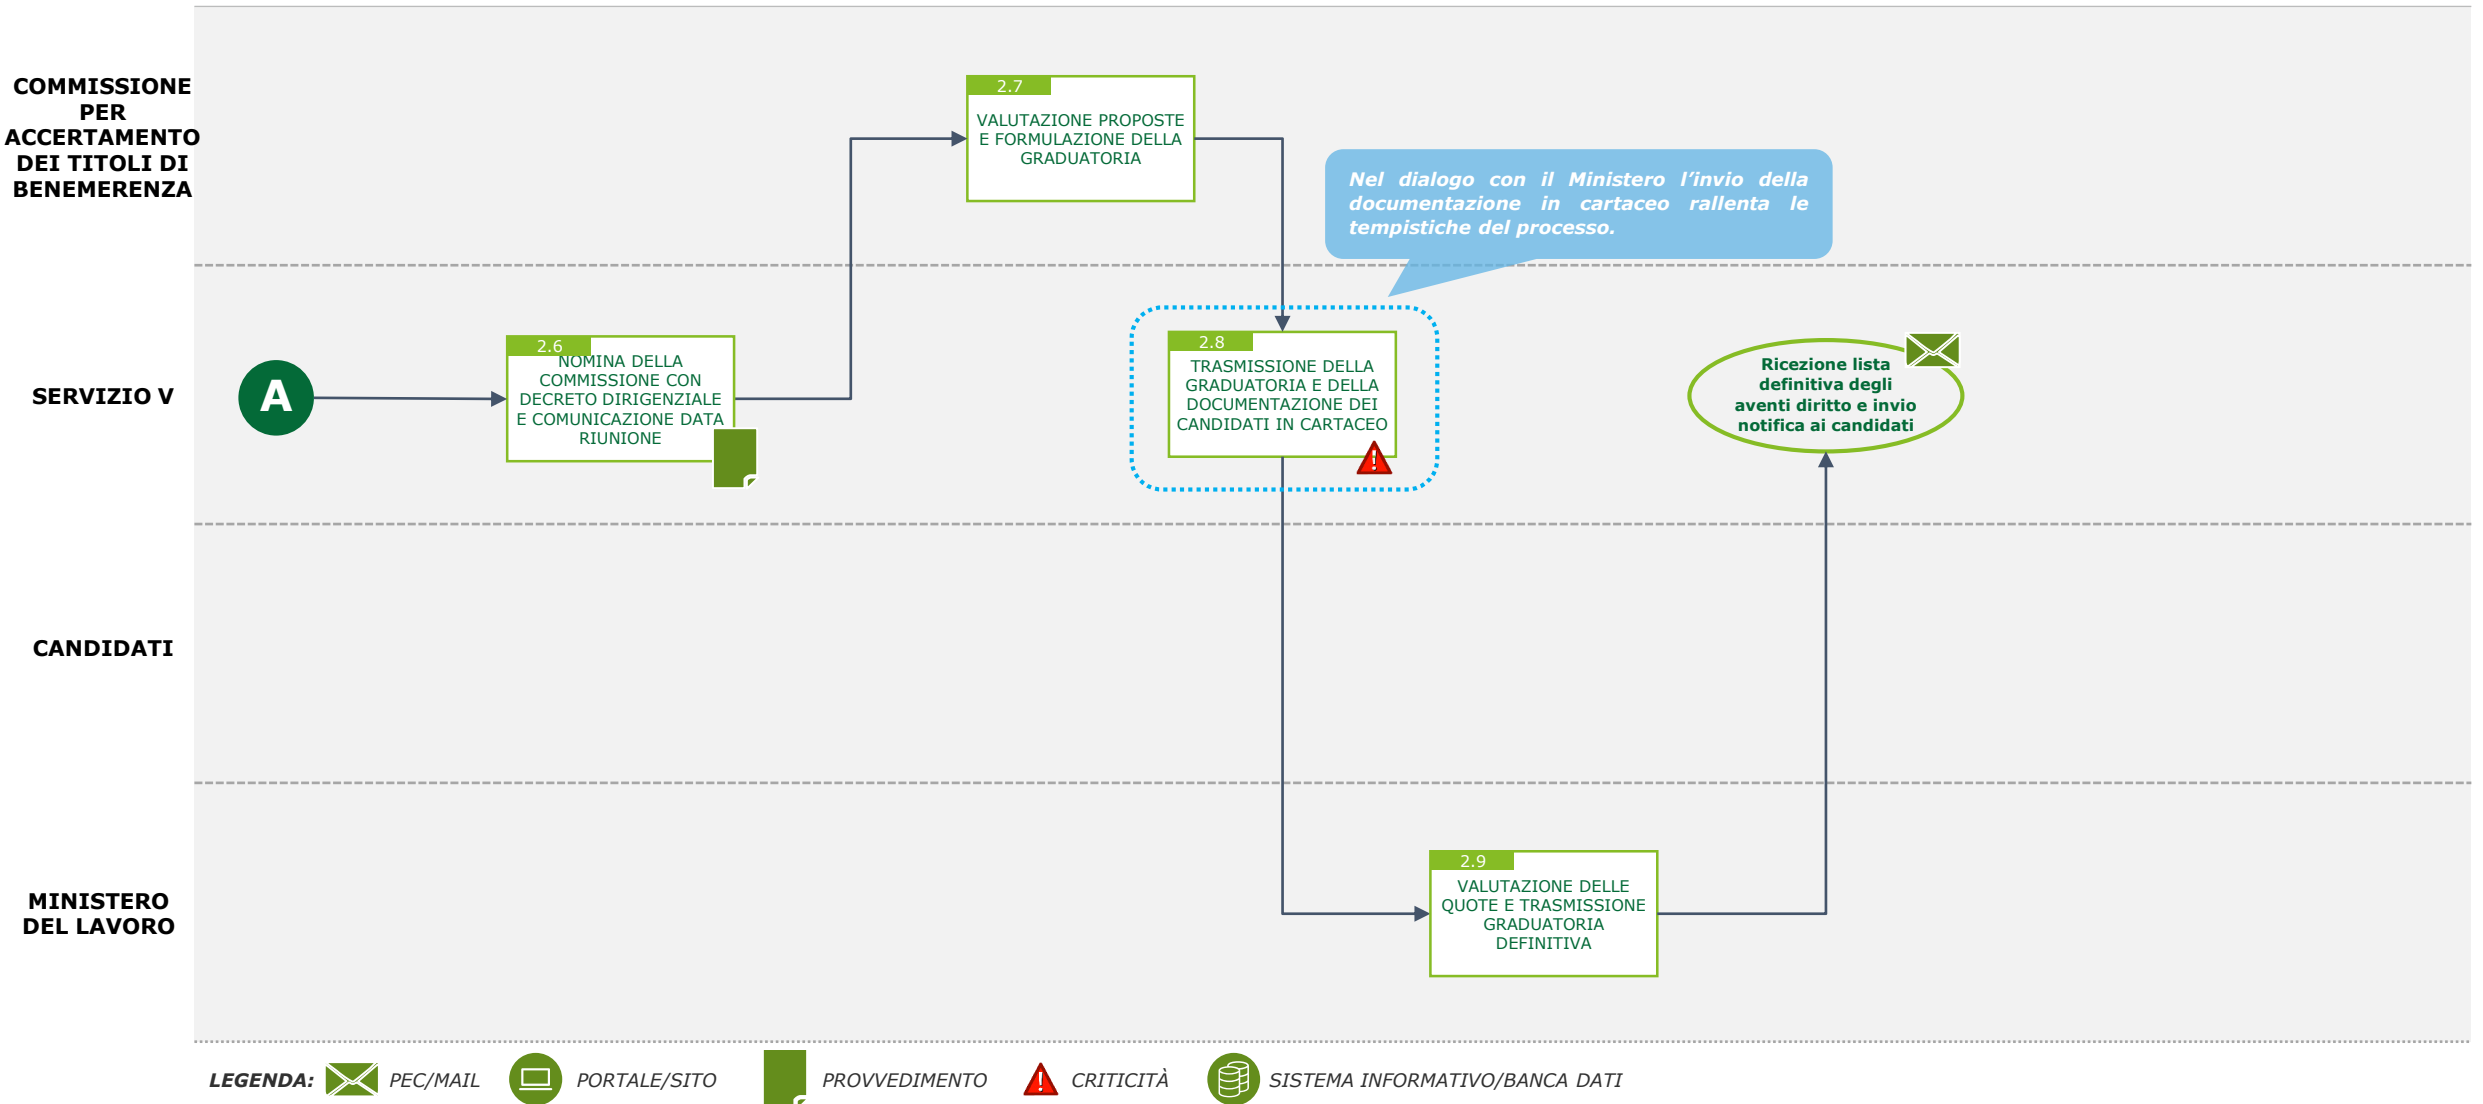 COMMISSIONE
PER
ACCERTAMENTO
DEI TITOLI DI
BENEMERENZA
2.7
VALUTAZIONE PROPOSTE
E FORMULAZIONE DELLA
GRADUATORIA
Nel dialogo con il Ministero l’invio della
documentazione in cartaceo rallenta le
tempistiche del processo.
SERVIZIO V
A
2.6
NOMINA DELLA
COMMISSIONE CON
DECRETO DIRIGENZIALE
E COMUNICAZIONE DATA
RIUNIONE
2.8
TRASMISSIONE DELLA
GRADUATORIA E DELLA
DOCUMENTAZIONE DEI
CANDIDATI IN CARTACEO
Ricezione lista
definitiva degli
aventi diritto e invio
notifica ai candidati
CANDIDATI
MINISTERO
DEL LAVORO
2.9
VALUTAZIONE DELLE
QUOTE E TRASMISSIONE
GRADUATORIA
DEFINITIVA
LEGENDA: PEC/MAIL PORTALE/SITO PROVVEDIMENTO CRITICITÀ SISTEMA INFORMATIVO/BANCA DATI